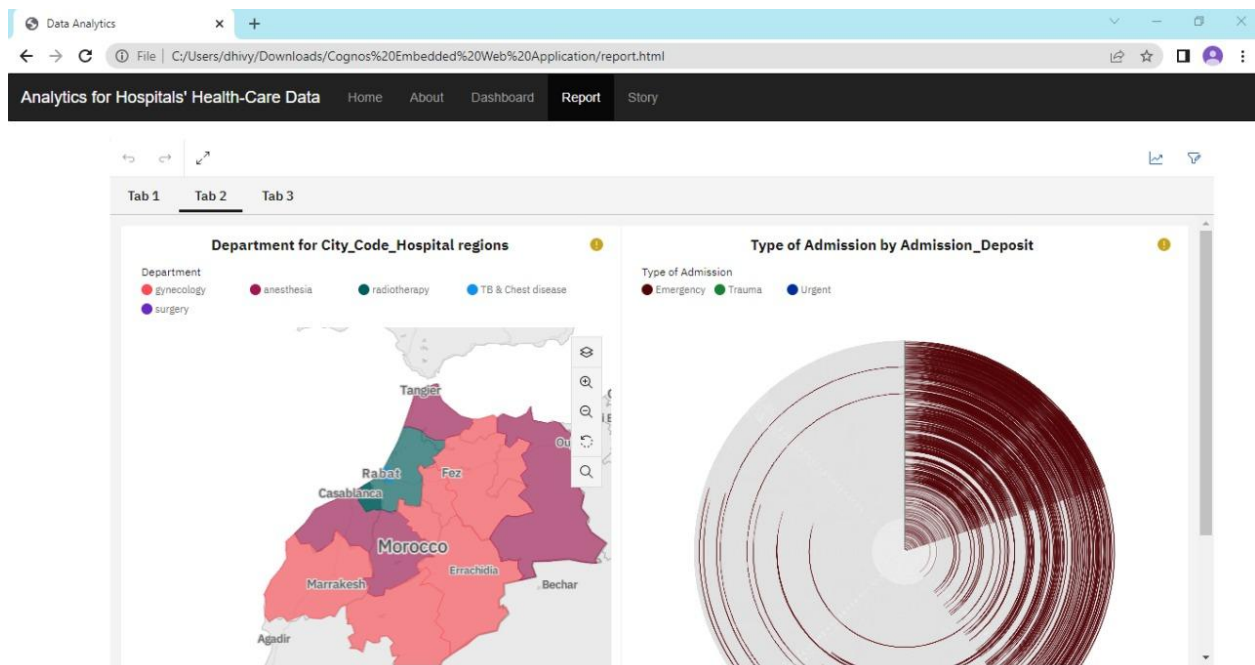 Data Analytics
File | C:/Users/dhivy/Downloads/Cognos%20Embedded%20Web%20Application/report.html
Analytics for Hospitals' Health-Care Data Home About Dashboard Report Story
Tab 1 Tab 2 Tab 3
Department for City_Code_Hospital regions
Department
gynecology anesthesia radiotherapy TB & Chest disease
surgery
Tangier
Ou
Rabat
Fez
Casablanca
Morocco
Errachidia
Marrakesh
Bechar
Agadir
Type of Admission by Admission_Deposit
Type of Admission
Emergency Trauma Urgent